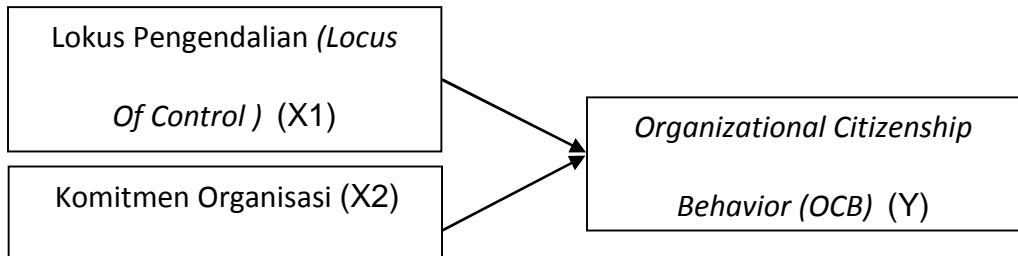 Lokus Pengendalian (Locus
Of Control ) (X1)
Komitmen Organisasi (X2)
Organizational Citizenship
Behavior (OCB) (Y)